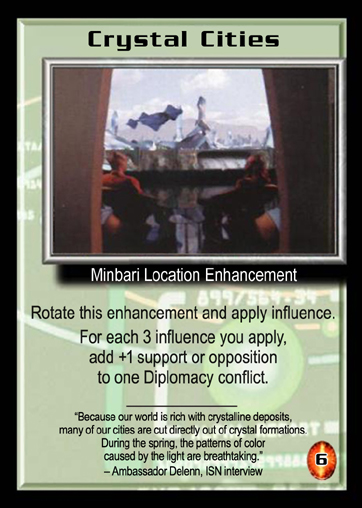 Crystal Cities
Minbari Location Enhancement
Rotate this enhancement and apply influence.
For each 3 influence you apply,
add +1 support or opposition
to one Diplomacy conflict.
“Because our world is rich with crystalline deposits,
many of our cities are cut directly out of crystal formations.
During the spring, the patterns of color
caused by the light are breathtaking.”
– Ambassador Delenn, ISN interview
6